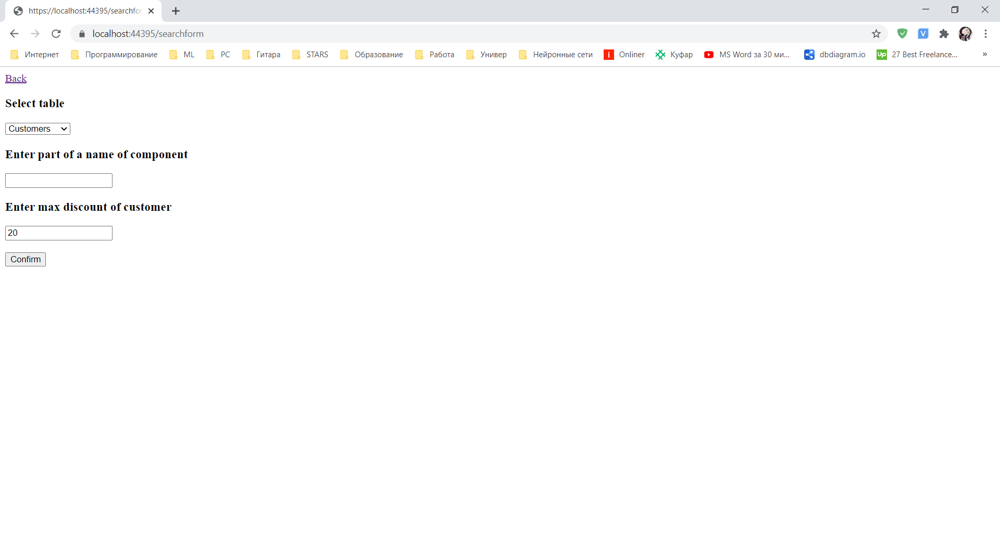 https://localhost:44395/searchfor
localhost:44395/searchform
Интернет Программирование ML PC Гитара STARS Образование Работа Универ Нейронные сети i Onliner Куфар MS Word за 30 ми... dbdiagram.io Up 27 Best Freelance... »
Back
Select table
Customers
Enter part of a name of component
Enter max discount of customer
20
Confirm